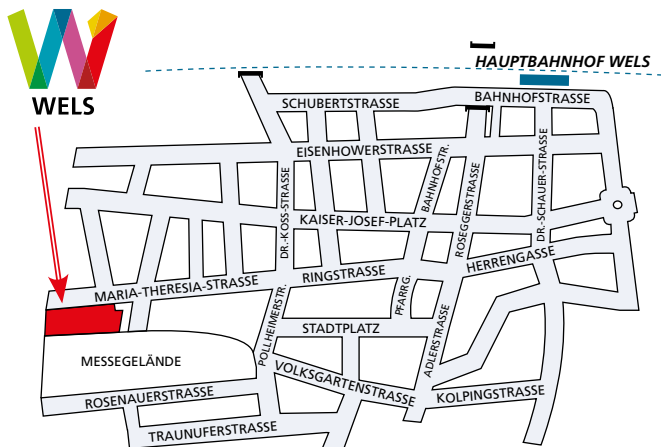 HAUPTBAHNHOF WELS
WELS
SCHUBERTSTRASSE
BAHNHOFSTRASSE
EISENHOWERSTRASSE
BAHNHOFSTR.
ROSEGGERSTRASSE
DR.-SCHAUER-STRASSE
DR.-KOSS-STRASSE
KAISER-JOSEF-PLATZ
HERRENGASSE
MARIA-THERESIA-STRASSE
RINGSTRASSE
PFARRG.
POLLHEIMERSTR.
STADTPLATZ
ADLERSTRASSE
MESSEGELÄNDE
VOLKSGARTENSTRASSE
KOLPINGSTRASSE
ROSENAUERSTRASSE
TRAUNUFERSTRASSE